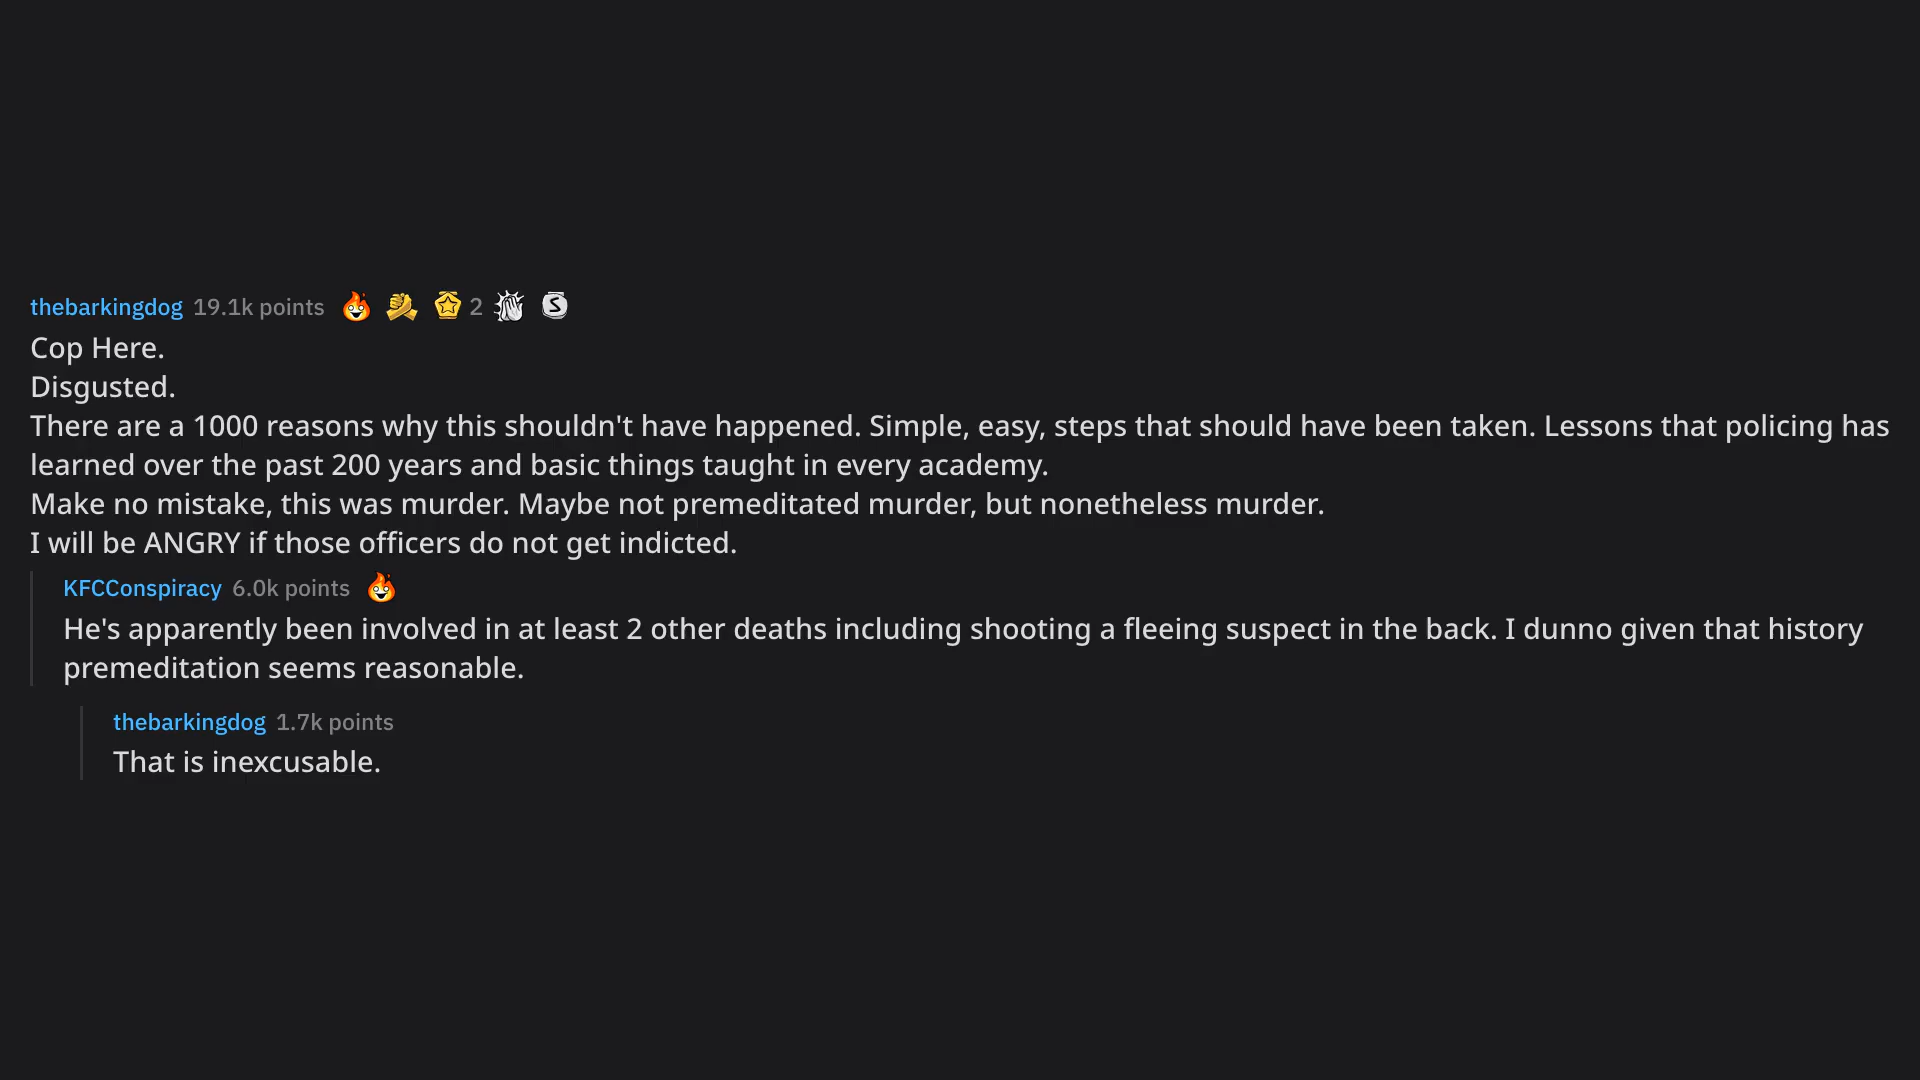 thebarkingdog 19.1k points 2 S
Cop Here.
Disgusted.
There are a 1000 reasons why this shouldn't have happened. Simple, easy, steps that should have been taken. Lessons that policing has
learned over the past 200 years and basic things taught in every academy.
Make no mistake, this was murder. Maybe not premeditated murder, but nonetheless murder.
I will be ANGRY if those officers do not get indicted.
KFCConspiracy 6.0k points
He's apparently been involved in at least 2 other deaths including shooting a fleeing suspect in the back. I dunno given that history
premeditation seems reasonable.
thebarkingdog 1.7k points
That is inexcusable.